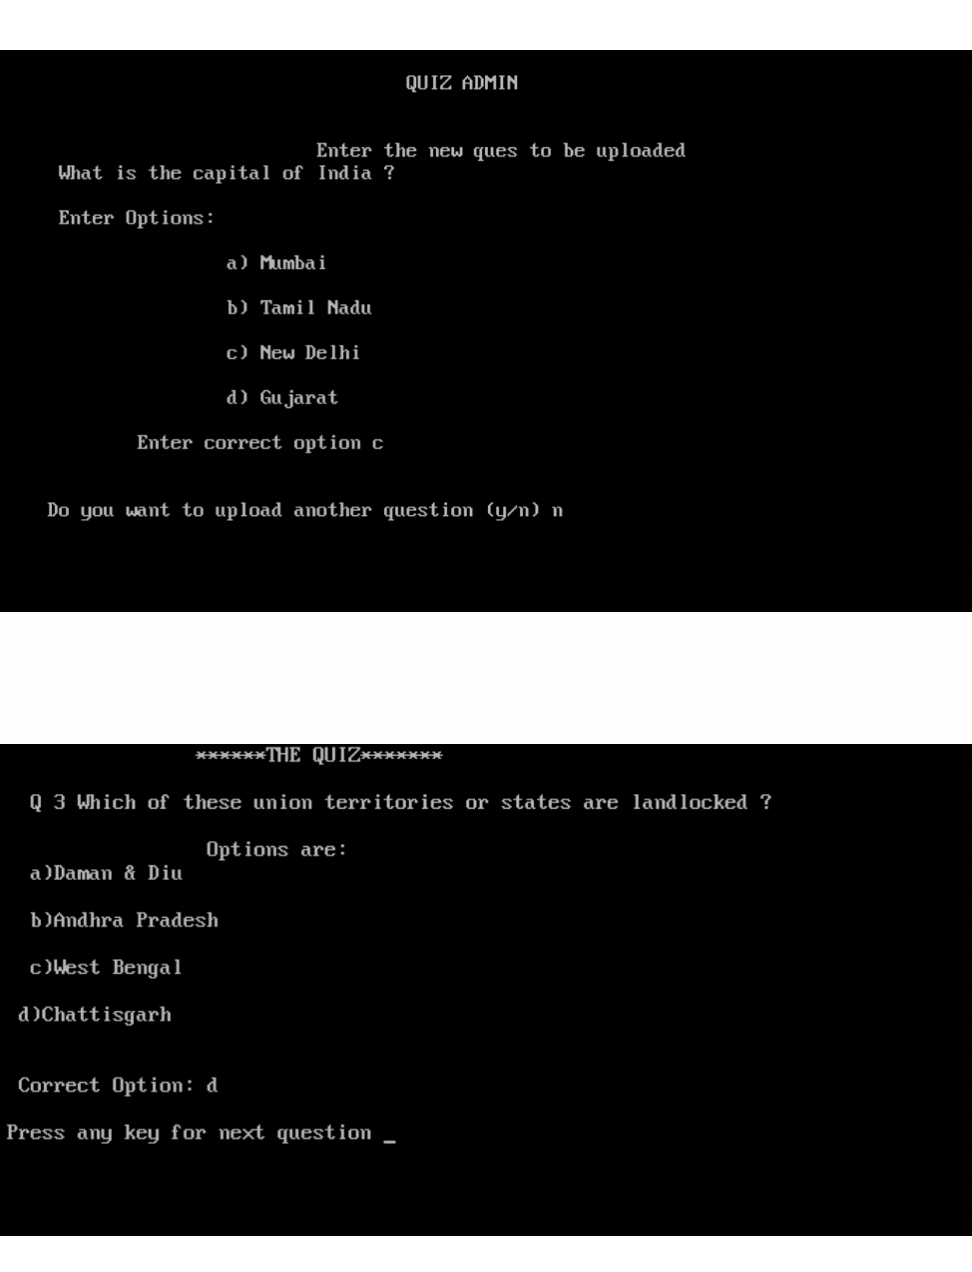 QUIZ ADMIN
Enter the new ques to be uploaded
What is the capital of India ?
Enter Options:
a) Mumbai
b) Tamil Nadu
c) New Delhi
d) Gujarat
Enter correct option c
Do you want to upload another question (y/n) n
******THE QUIZ*******
Q 3 Which of these union territories or states are landlocked ?
Options are:
a)Daman & Diu
b)Andhra Pradesh
c)West Bengal
d)Chattisgarh
Correct Option: d
Press any key for next question _